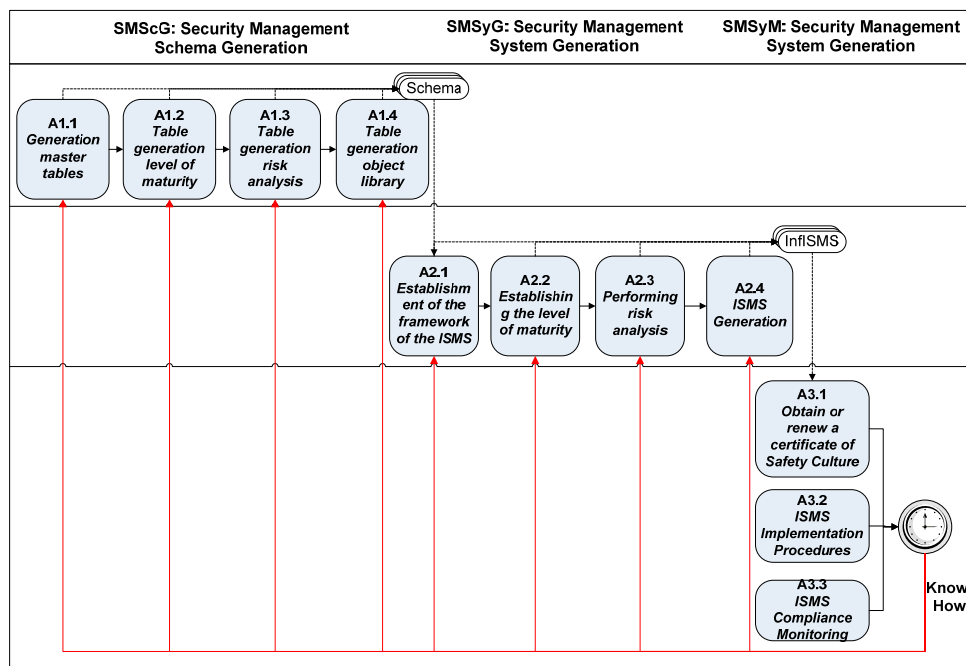 SMScG: Security Management
Schema Generation
SMSyG: Security Management
System Generation
SMSyM: Security Management
System Generation
Schema
A1.1
Generation
master
tables
A1.2
Table
generation
level of
maturity
A1.3
Table
generation
risk
analysis
A1.4
Table
generation
object
library
InfISMS
A2.1
Establishm
ent of the
framework
of the ISMS
A2.2
Establishin
g the level
of maturity
A2.3
Performing
risk
analysis
A2.4
ISMS
Generation
A3.1
Obtain or
renew a
certificate of
Safety Culture
A3.2
ISMS
Implementation
Procedures
A3.3
ISMS
Compliance
Monitoring
Know
How